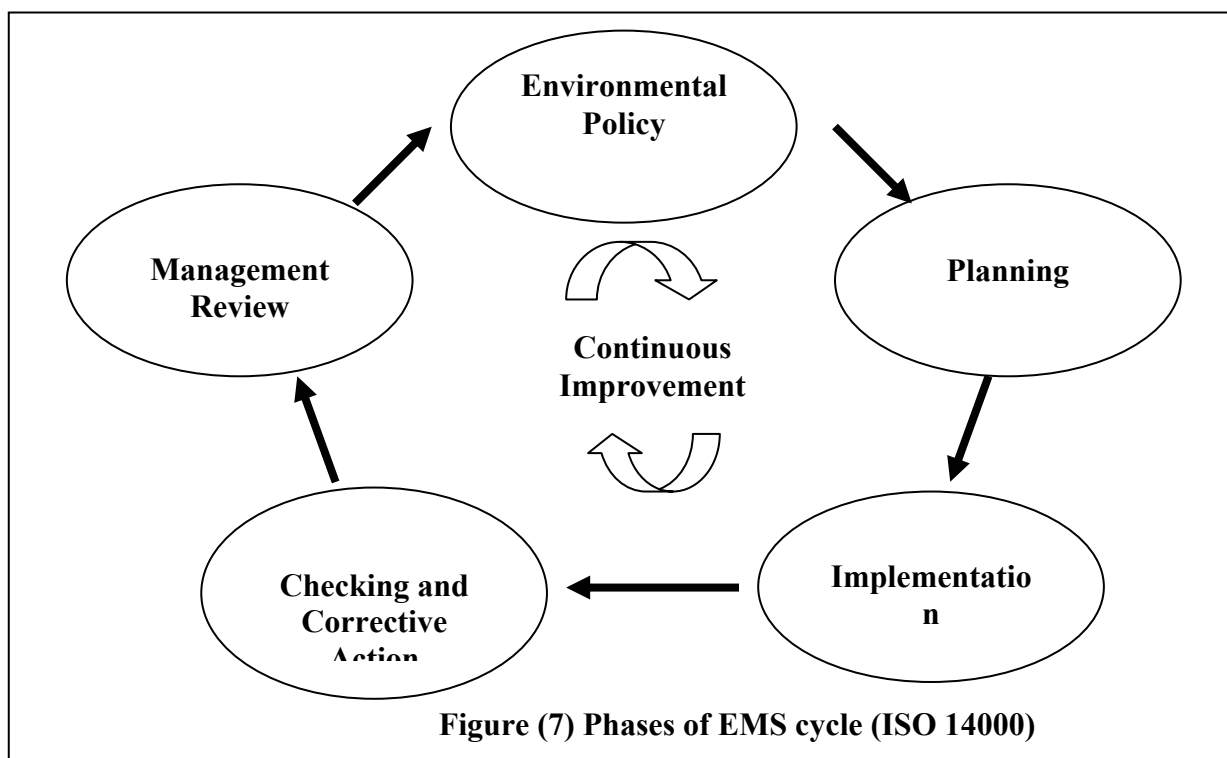 Environmental
Policy
Planning
Implementatio
n
Checking and
Corrective
Action
Management
Review
Continuous
Improvement
Figure (7) Phases of EMS cycle (ISO 14000)